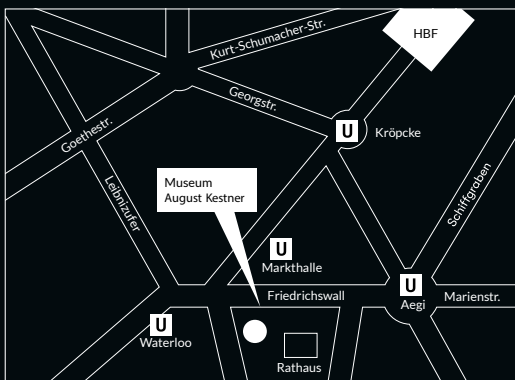 HBF
Kurt-Schumacher-Str.
Georgstr.
U
Kröpcke
Goethestr.
Leibnizufer
Museum
August Kestner
Schiffgraben
U
Markthalle
Friedrichswall
U
Aegi
Marienstr.
U
Waterloo
Rathaus